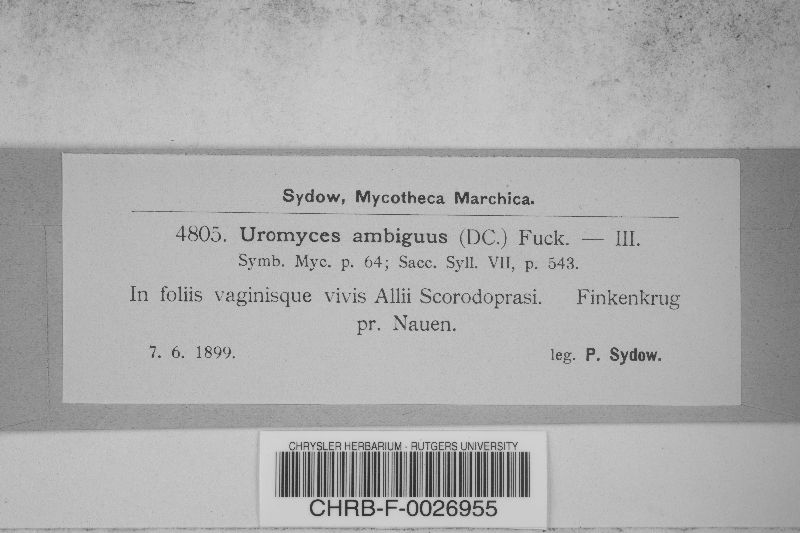 Sydow, Mycotheca Marchica.
4805. Uromyces ambiguus (DC.) Fuck. — III.
Symb. Myc. p. 64; Sacc. Syll. VII, p. 543.
In foliis vaginisque vivis Allii Scorodoprasi. Finkenkrug
pr. Nauen.
7. 6. 1899. leg. P. Sydow.
CHRYSLER HERBARIUM - RUTGERS UNIVERSITY
CHRB-F-0026955